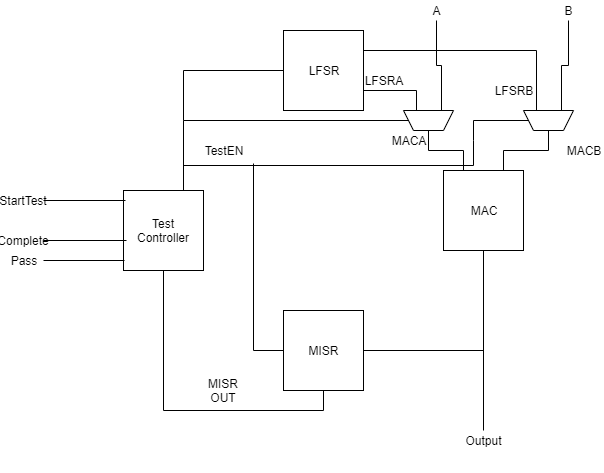 A
B
LFSR
LFSRA
LFSRB
MACA
TestEN
MACB
StartTest
MAC
Test
Controller
Complete
Pass
MISR
MISR
OUT
Output